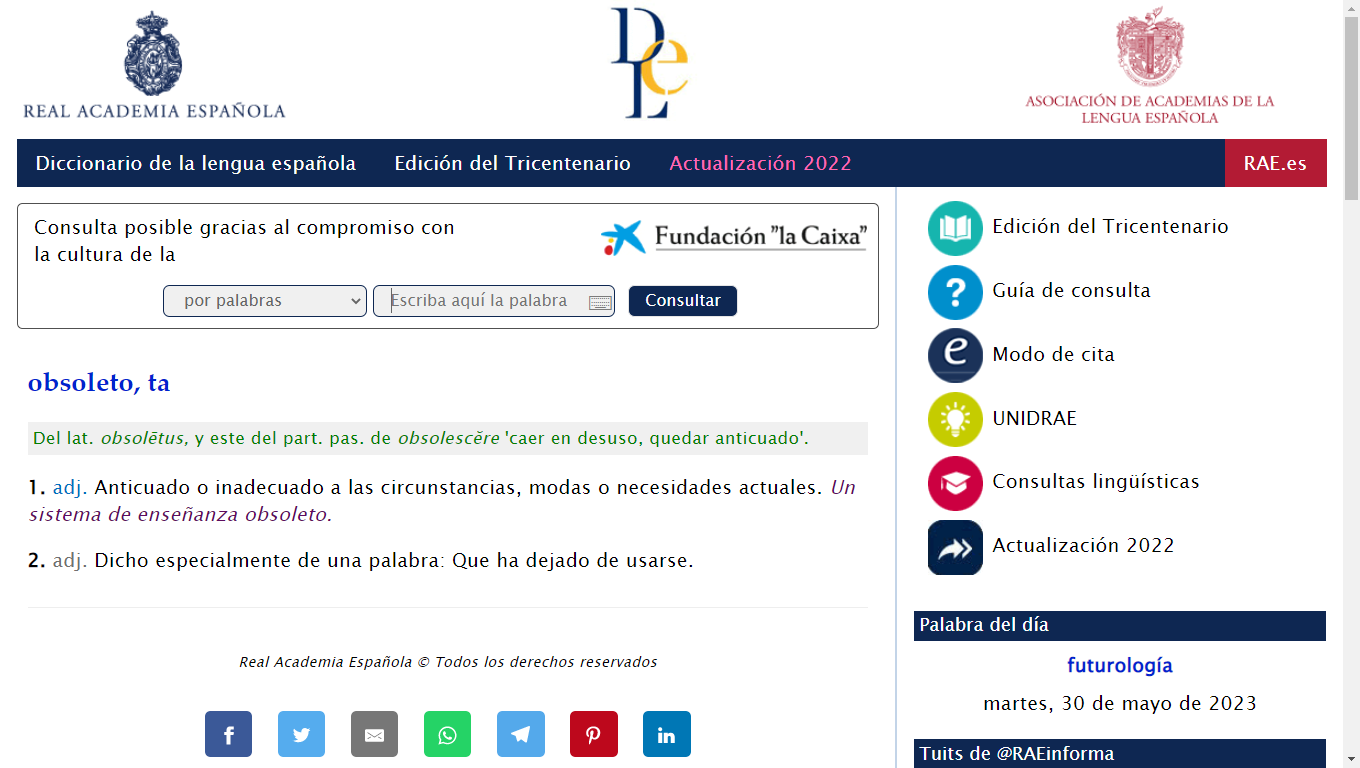 REAL ACADEMIA ESPAÑOLA
DLe
ASOCIACIÓN DE ACADEMIAS DE LA
LENGUA ESPAÑOLA
Diccionario de la lengua española Edición del Tricentenario Actualización 2022 RAE.es
Consulta posible gracias al compromiso con
la cultura de la
Fundación "la Caixa"
por palabras Escriba aquí la palabra Consultar
obsoleto, ta
Del lat. obsolētus, y este del part. pas. de obsolescĕre 'caer en desuso, quedar anticuado'.
1. adj. Anticuado o inadecuado a las circunstancias, modas o necesidades actuales. Un
sistema de enseñanza obsoleto.
2. adj. Dicho especialmente de una palabra: Que ha dejado de usarse.
Real Academia Española © Todos los derechos reservados
Edición del Tricentenario
Guía de consulta
Modo de cita
UNIDRAE
Consultas lingüísticas
Actualización 2022
Palabra del día
futurología
martes, 30 de mayo de 2023
Tuits de @RAEinforma